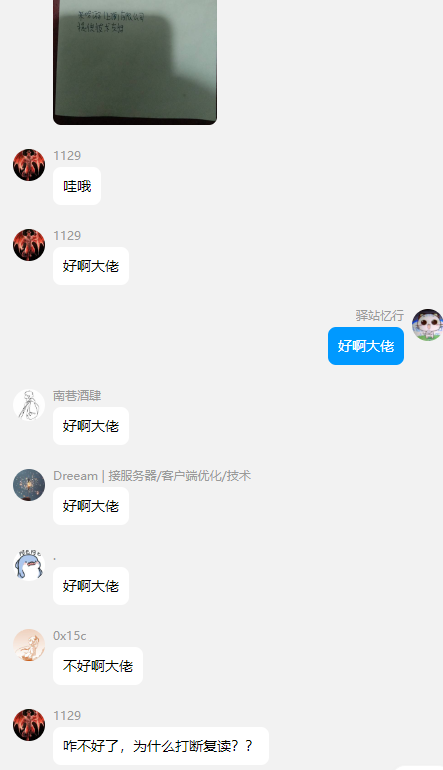 1129
哇哦
1129
好啊大佬
驿站忆行
好啊大佬
南巷酒肆
好啊大佬
Dreeam | 接服务器/客户端优化/技术
好啊大佬
.
好啊大佬
0x15c
不好啊大佬
1129
咋不好了，为什么打断复读？？